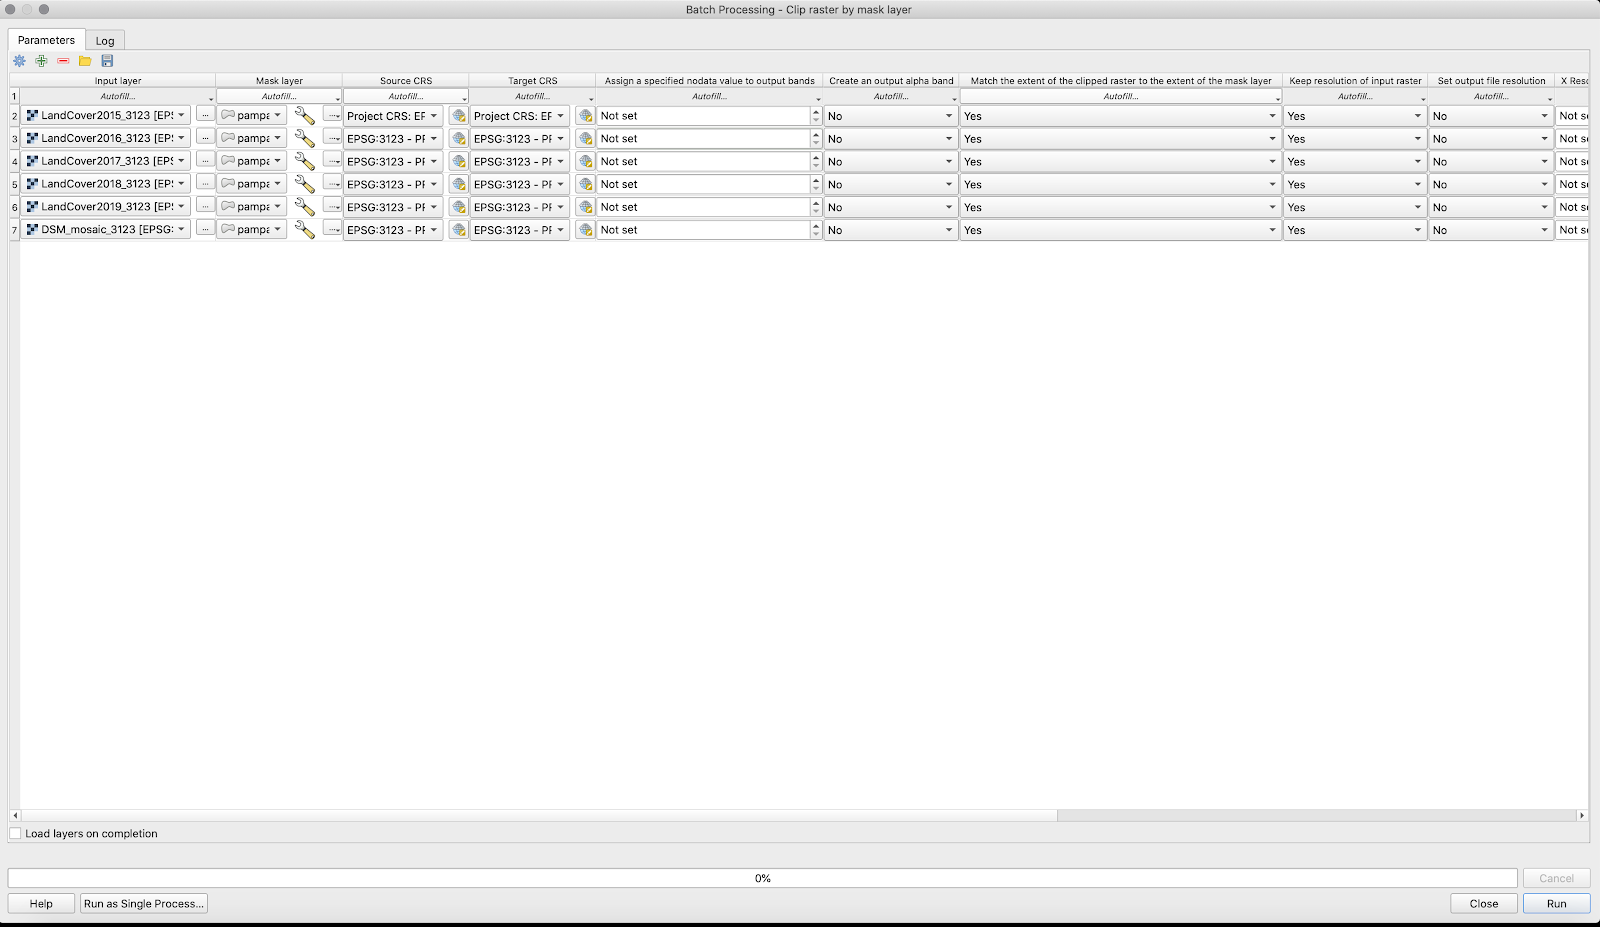 Batch Processing - Clip raster by mask layer
Parameters Log
Input layer Mask layer Source CRS Target CRS Assign a specified nodata value to output bands Create an output alpha band Match the extent of the clipped raster to the extent of the mask layer Keep resolution of input raster Set output file resolution X Resc
1 Autofill... Autofill... Autofill... Autofill... Autofill... Autofill... Autofill... Autofill... Autofill...
2 LandCover2015_3123 [EPS ... pampa ... Project CRS: EF Project CRS: EF Not set No Yes Yes No Not se
3 LandCover2016_3123 [EPS ... pampa ... EPSG:3123 - PF EPSG:3123 - PF Not set No Yes Yes No Not se
4 LandCover2017_3123 [EPS ... pampa ... EPSG:3123 - PF EPSG:3123 - PF Not set No Yes Yes No Not se
5 LandCover2018_3123 [EPS ... pampa ... EPSG:3123 - PF EPSG:3123 - PF Not set No Yes Yes No Not se
6 LandCover2019_3123 [EPS ... pampa ... EPSG:3123 - PF EPSG:3123 - PF Not set No Yes Yes No Not se
7 DSM_mosaic_3123 [EPSG: ... pampa ... EPSG:3123 - PF EPSG:3123 - PF Not set No Yes Yes No Not se
Load layers on completion
0% Cancel
Help Run as Single Process... Close Run